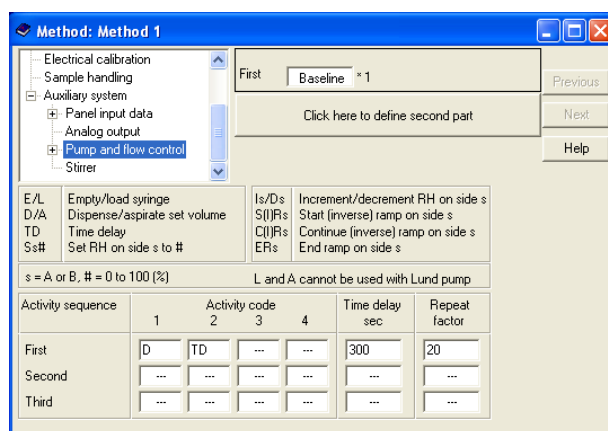 Method: Method 1
Electrical calibration
Sample handling
Auxiliary system
Panel input data
Analog output
Pump and flow control
Stirrer
First Baseline * 1
Click here to define second part
Previous
Next
Help
E/L Empty/load syringe
D/A Dispense/aspirate set volume
TD Time delay
Ss# Set RH on side s to #
Is/Ds Increment/decrement RH on side s
S(I)Rs Start (inverse) ramp on side s
C(I)Rs Continue (inverse) ramp on side s
ERs End ramp on side s
s = A or B, # = 0 to 100 (%) L and A cannot be used with Lund pump
Activity sequence Activity code Time delay Repeat
1 2 3 4 sec factor
First D TD --- --- 300 20
Second --- --- --- --- --- ---
Third --- --- --- --- --- ---